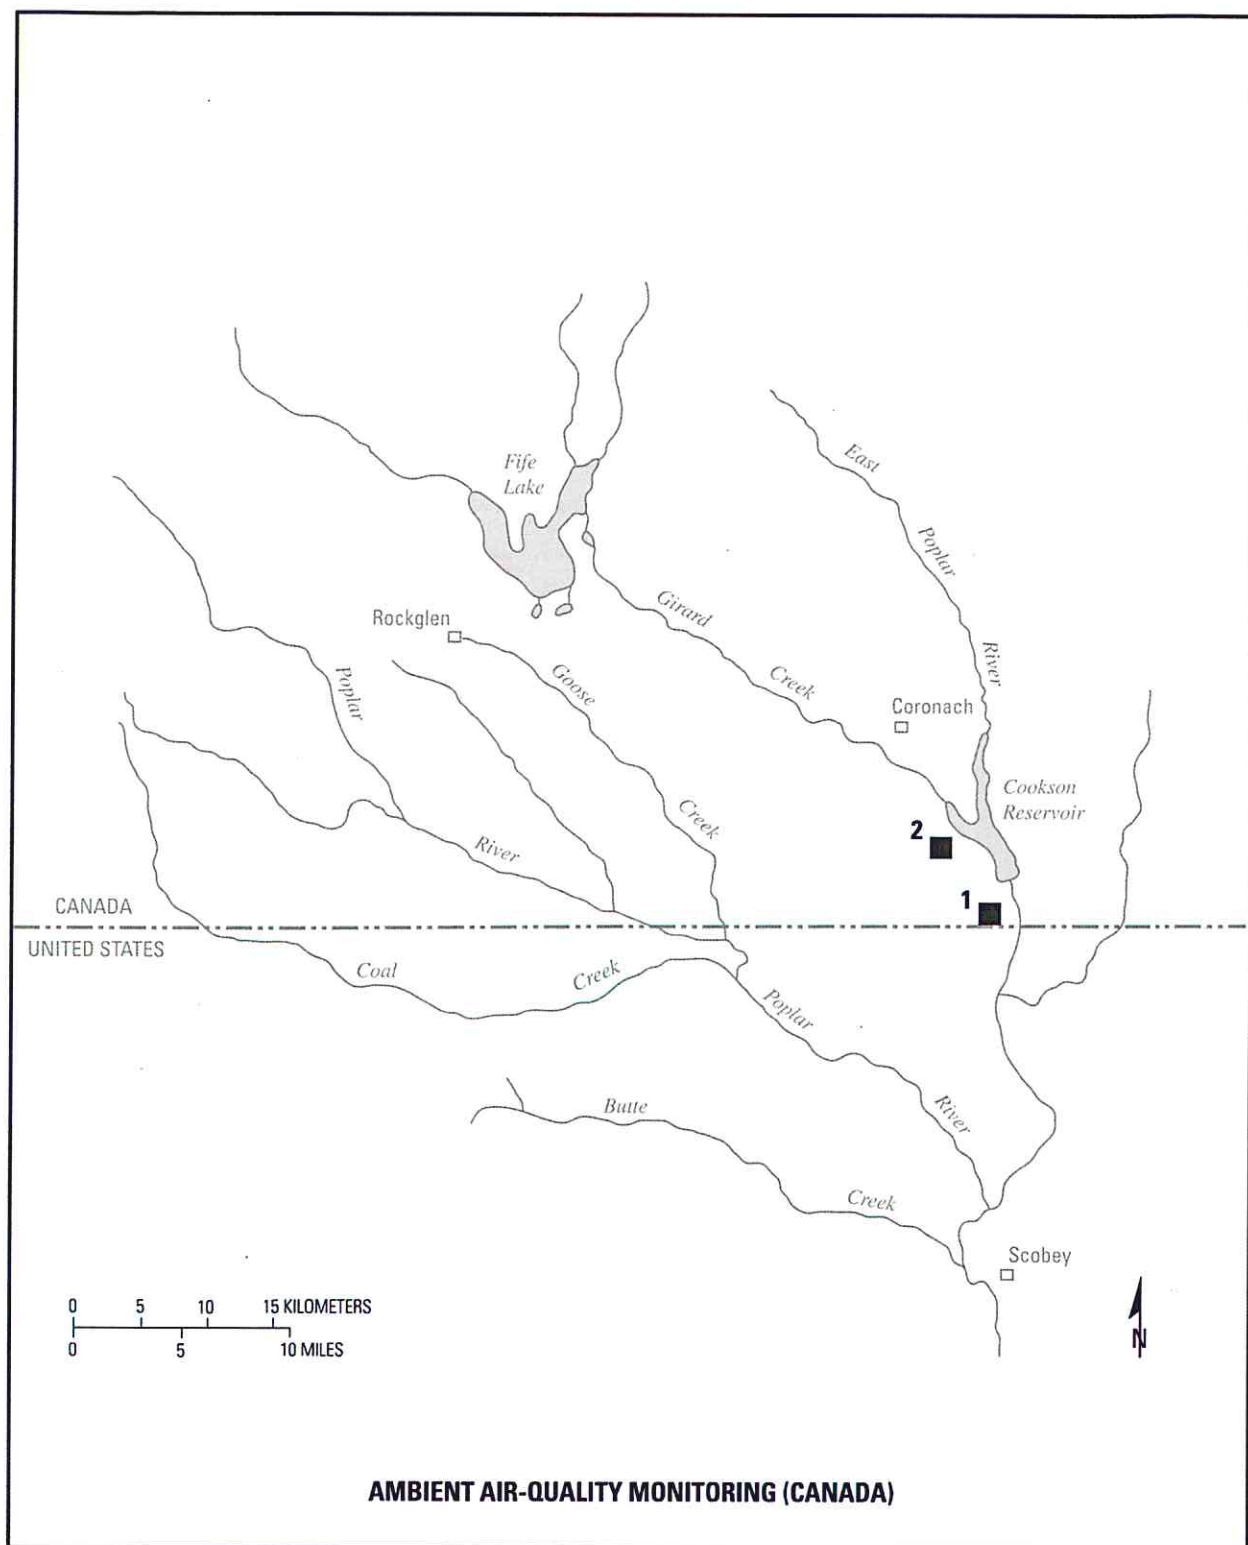 Fife
Lake
East
Poplar
River
Girard
Creek
Rockglen
Goose
Creek
Poplar
River
Coronach
Cookson
Reservoir
2
1
CANADA
UNITED STATES
Coal
Creek
Poplar
River
Butte
Creek
Scobey
0 5 10 15 KILOMETERS
0 5 10 MILES
N
AMBIENT AIR-QUALITY MONITORING (CANADA)